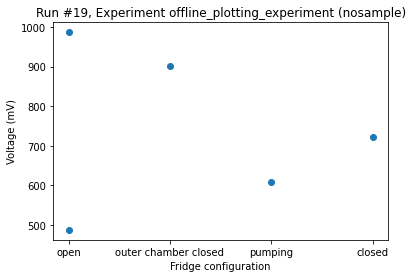 Run #19, Experiment offline_plotting_experiment (nosample)
Voltage (mV)
1000
900
800
700
600
500
open
outer chamber closed
pumping
closed
Fridge configuration